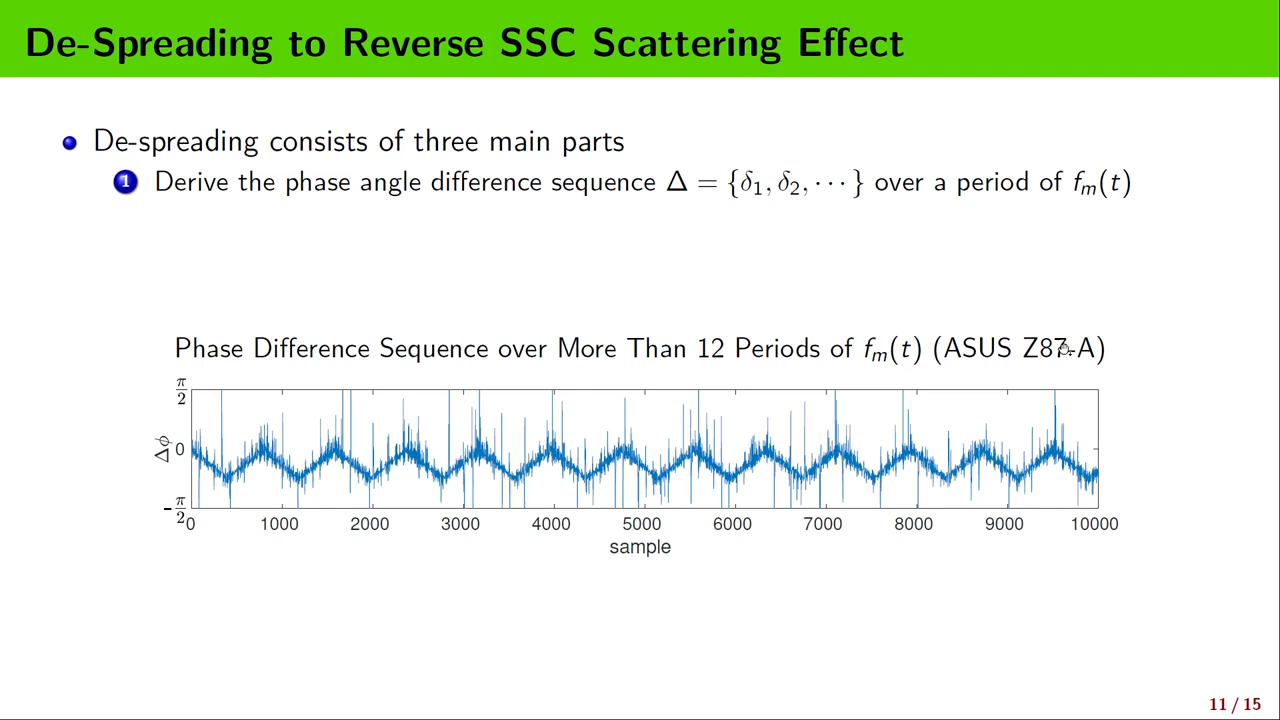 De-Spreading to Reverse SSC Scattering Effect
De-spreading consists of three main parts
1 Derive the phase angle difference sequence Δ = {δ₁, δ₂, ⋯ } over a period of fₘ(t)
Phase Difference Sequence over More Than 12 Periods of fₘ(t) (ASUS Z87-A)
π/2
Δϕ
0
-π/2
0 1000 2000 3000 4000 5000 6000 7000 8000 9000 10000
sample
11 / 15